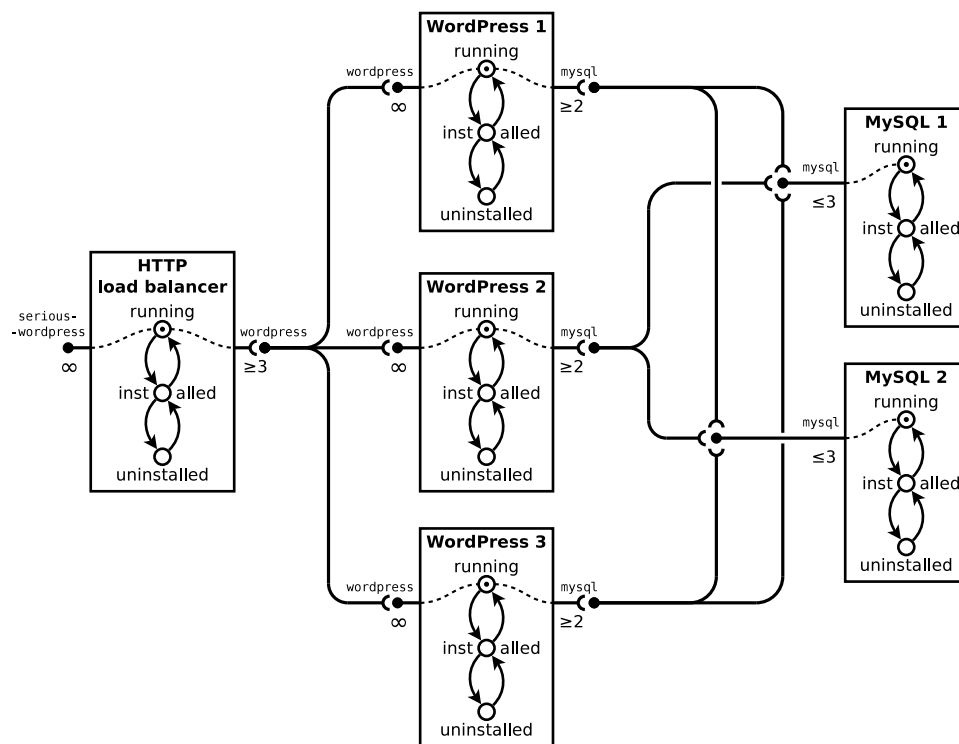 WordPress 1
running
wordpress
mysql
∞
≥2
inst alled
uninstalled
MySQL 1
running
mysql
≤3
inst alled
uninstalled
HTTP
load balancer
running
serious-
-wordpress
wordpress
∞
≥3
inst alled
uninstalled
WordPress 2
running
wordpress
mysql
∞
≥2
inst alled
uninstalled
MySQL 2
running
mysql
≤3
inst alled
uninstalled
WordPress 3
running
wordpress
mysql
∞
≥2
inst alled
uninstalled